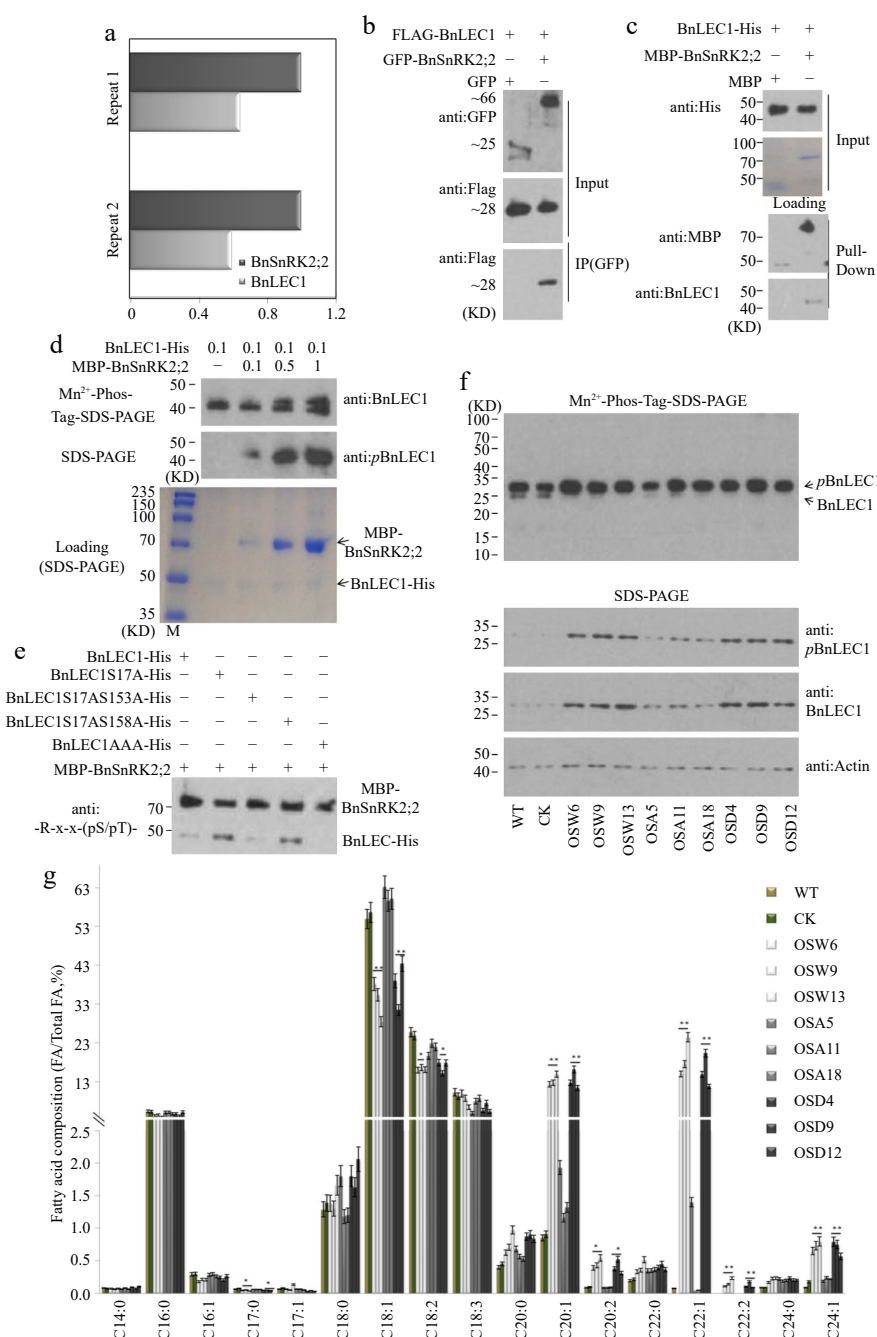 a
Repeat 1
Repeat 2
BnSnRK2;2
BnLEC1
0 0.4 0.8 1.2
b
FLAG-BnLEC1 + +
GFP-BnSnRK2;2 − +
GFP + −
~66
anti:GFP
~25
anti:Flag
~28
Input
anti:Flag
~28
IP(GFP)
(KD)
c
BnLEC1-His + +
MBP-BnSnRK2;2 − +
MBP + −
anti:His 50
40
100
70
50
Input
Loading
anti:MBP 70
50
Pull-
Down
anti:BnLEC1 50
40
(KD)
d
BnLEC1-His 0.1 0.1 0.1 0.1
MBP-BnSnRK2;2 − 0.1 0.5 1
Mn2+-Phos-
Tag-SDS-PAGE
50
40
anti:BnLEC1
SDS-PAGE
50
40
(KD)
anti:pBnLEC1
235
150
100
70
50
35
Loading
(SDS-PAGE)
MBP-
BnSnRK2;2
BnLEC1-His
(KD) M
e
BnLEC1-His + − − − −
BnLEC1S17A-His − + − − −
BnLEC1S17AS153A-His − − + − −
BnLEC1S17AS158A-His − − − + −
BnLEC1AAA-His − − − − +
MBP-BnSnRK2;2 + + + + +
anti:
-R-x-x-(pS/pT)-
70
50
MBP-
BnSnRK2;2
BnLEC-His
f
(KD) Mn2+-Phos-Tag-SDS-PAGE
100
70
50
40
35
25
20
15
10
pBnLEC1
BnLEC1
SDS-PAGE
35
25
anti:
pBnLEC1
35
25
anti:
BnLEC1
50
40
anti:Actin
WT CK OSW6 OSW9 OSW13 OSA5 OSA11 OSA18 OSD4 OSD9 OSD12
g
Fatty acid composition (FA/Total FA,%)
63
53
43
33
23
13
2.5
2.0
1.5
1.0
0.5
0.0
WT
CK
OSW6
OSW9
OSW13
OSA5
OSA11
OSA18
OSD4
OSD9
OSD12
* * ** ** * * ** ** * * ** ** ** ** ** **
C14:0 C16:0 C16:1 C17:0 C17:1 C18:0 C18:1 C18:2 C18:3 C20:0 C20:1 C20:2 C22:0 C22:1 C22:2 C24:0 C24:1